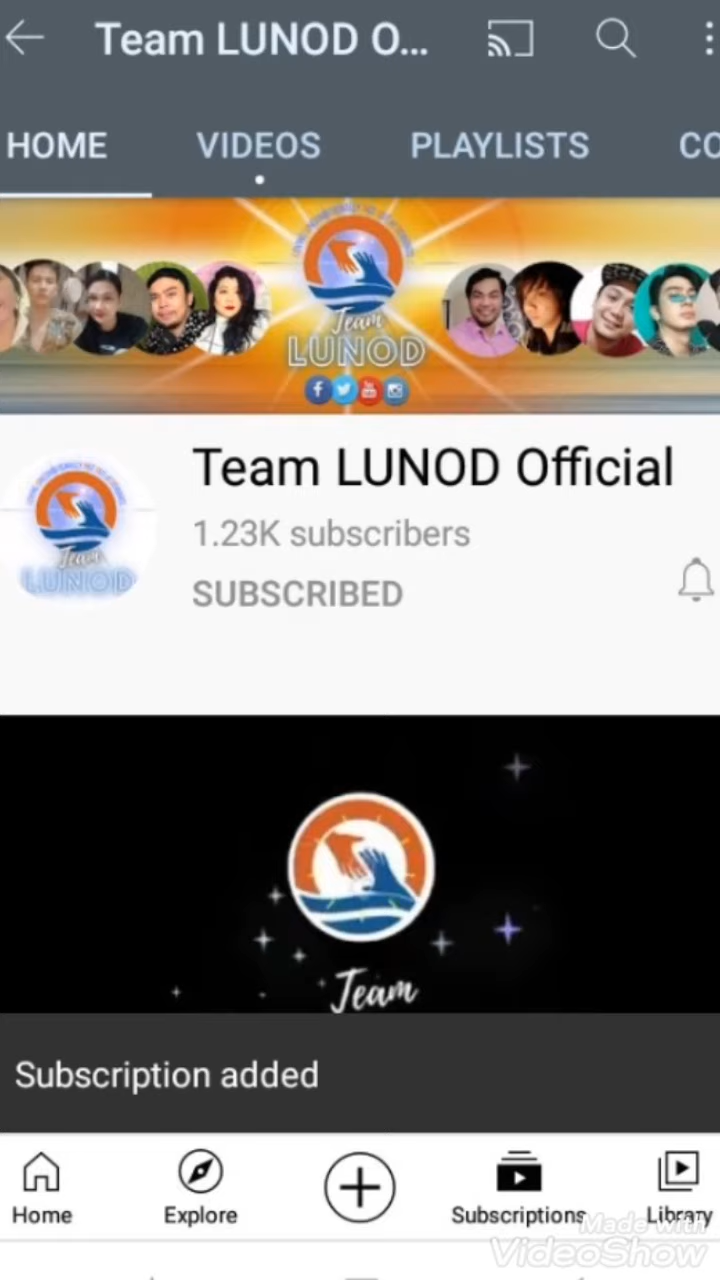 Team LUNOD O...
HOME VIDEOS PLAYLISTS CO
Team
LUNOD
Team LUNOD Official
1.23K subscribers
SUBSCRIBED
Team
LUNOD
Team
Subscription added
Home Explore Subscriptions Library
Made with
VideoShow